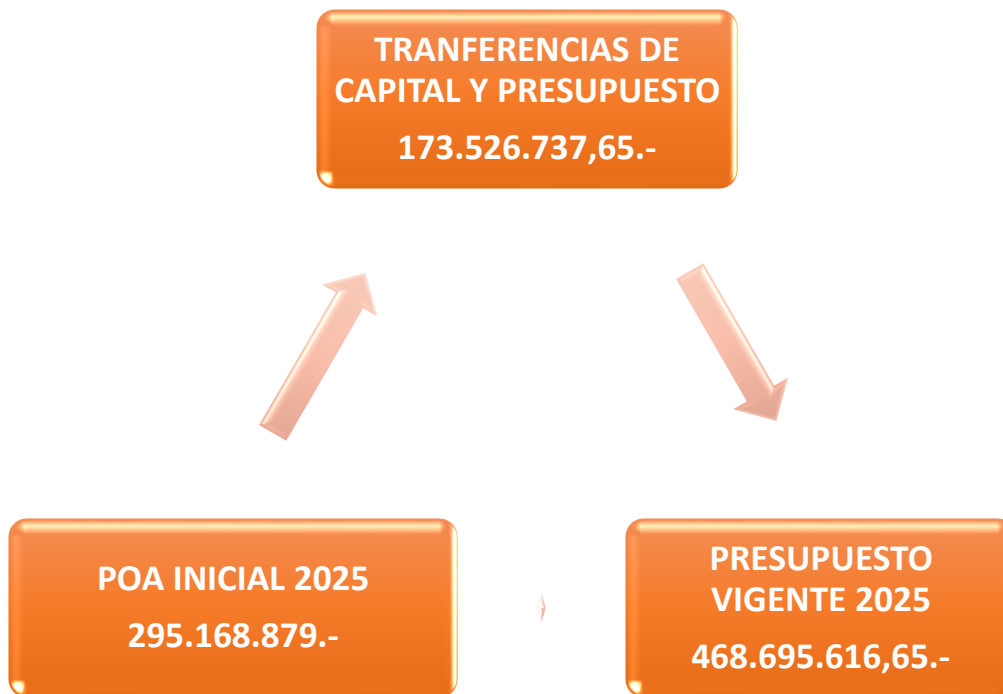 TRANFERENCIAS DE
CAPITAL Y PRESUPUESTO
173.526.737,65.-
POA INICIAL 2025
295.168.879.-
PRESUPUESTO
VIGENTE 2025
468.695.616,65.-